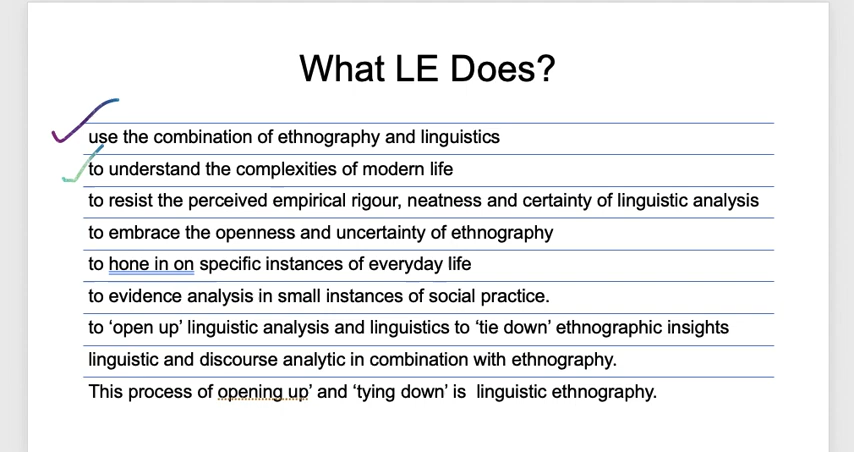 What LE Does?
use the combination of ethnography and linguistics
to understand the complexities of modern life
to resist the perceived empirical rigour, neatness and certainty of linguistic analysis
to embrace the openness and uncertainty of ethnography
to hone in on specific instances of everyday life
to evidence analysis in small instances of social practice.
to ‘open up’ linguistic analysis and linguistics to ‘tie down’ ethnographic insights
linguistic and discourse analytic in combination with ethnography.
This process of opening up’ and ‘tying down’ is  linguistic ethnography.